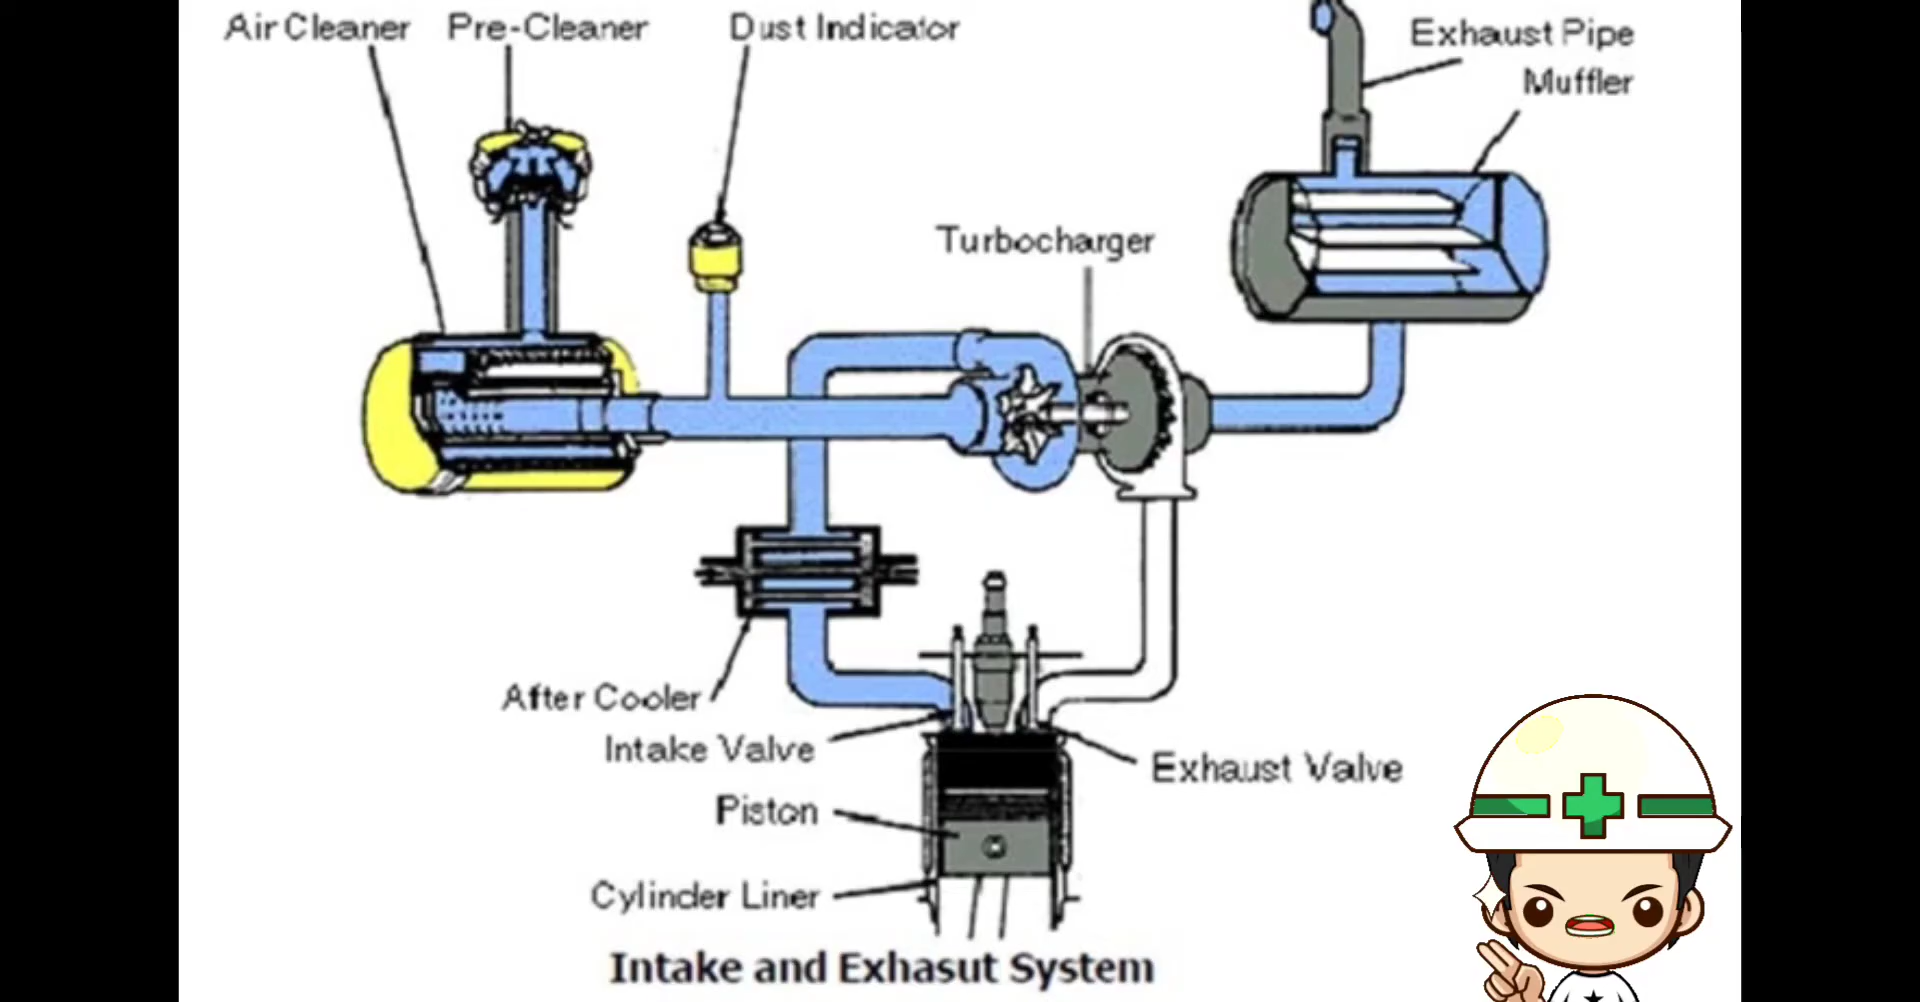 Air Cleaner
Pre-Cleaner
Dust Indicator
Exhaust Pipe
Muffler
Turbocharger
After Cooler
Intake Valve
Exhaust Valve
Piston
Cylinder Liner
Intake and Exhasut System